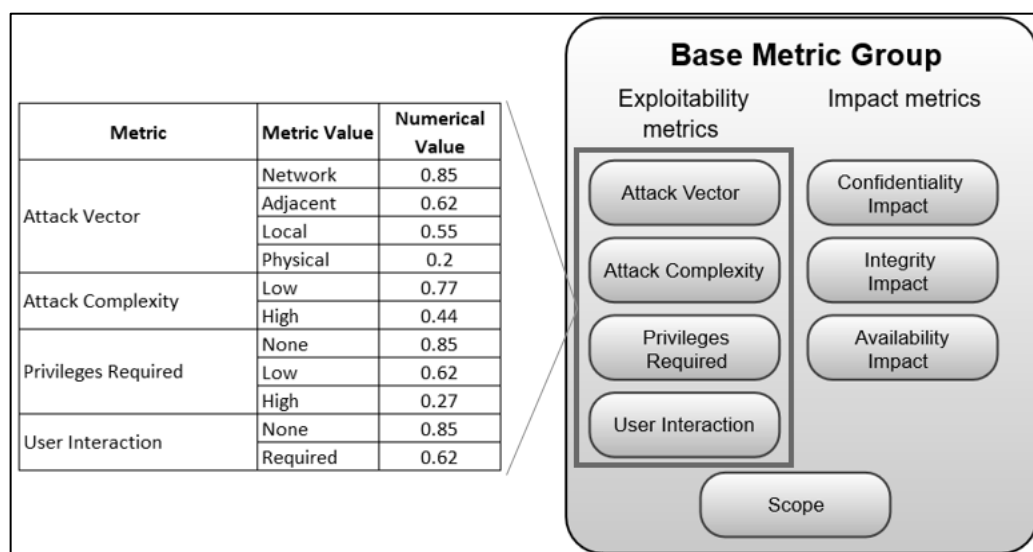 Metric Metric Value Numerical
Value
Attack Vector Network 0.85
Adjacent 0.62
Local 0.55
Physical 0.2
Attack Complexity Low 0.77
High 0.44
Privileges Required None 0.85
Low 0.62
High 0.27
User Interaction None 0.85
Required 0.62
Base Metric Group
Exploitability
metrics
Attack Vector
Attack Complexity
Privileges
Required
User Interaction
Impact metrics
Confidentiality
Impact
Integrity
Impact
Availability
Impact
Scope